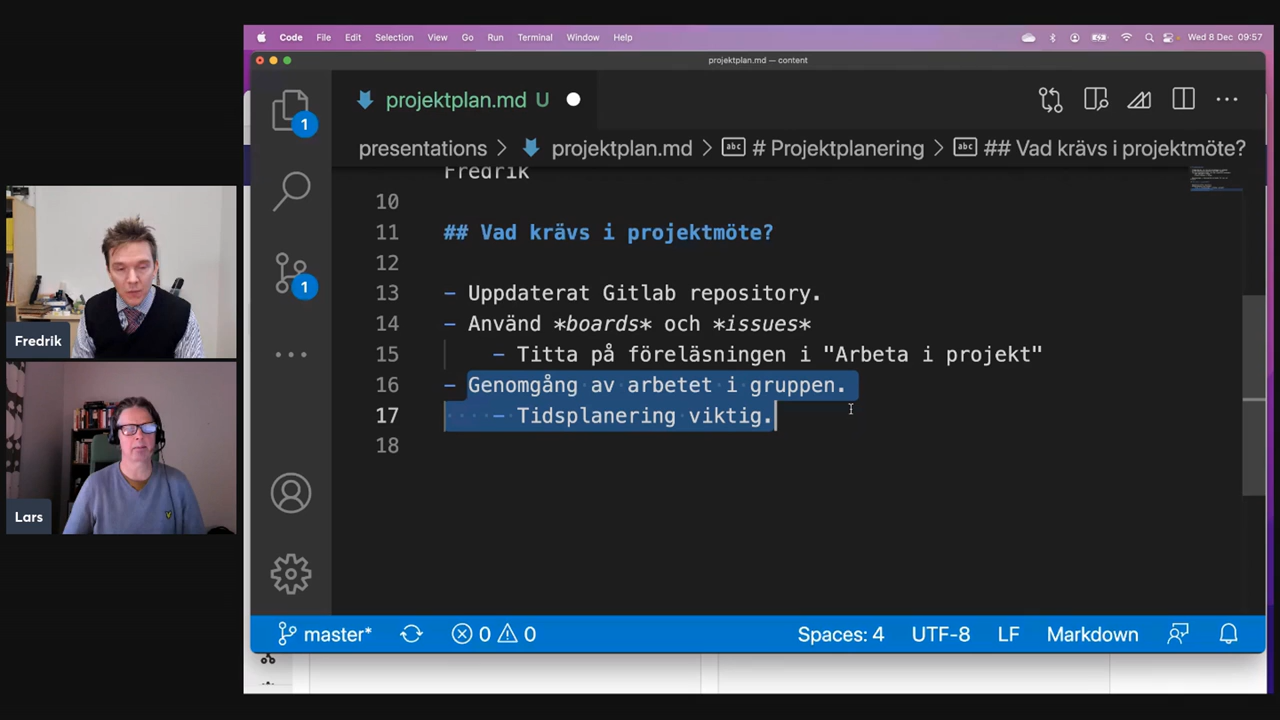 Code File Edit Selection View Go Run Terminal Window Help Wed 8 Dec 09:57
projektplan.md — content
projektplan.md U
presentations > projektplan.md > # Projektplanering > ## Vad krävs i projektmöte?
Fredrik
10
11 ## Vad krävs i projektmöte?
12
13 - Uppdaterat Gitlab repository.
14 - Använd *boards* och *issues*
15 - Titta på föreläsningen i "Arbeta i projekt"
16 - Genomgång av arbetet i gruppen.
17 - Tidsplanering viktig.
18
1
1
Fredrik
Lars
master* 0 0 Spaces: 4 UTF-8 LF Markdown